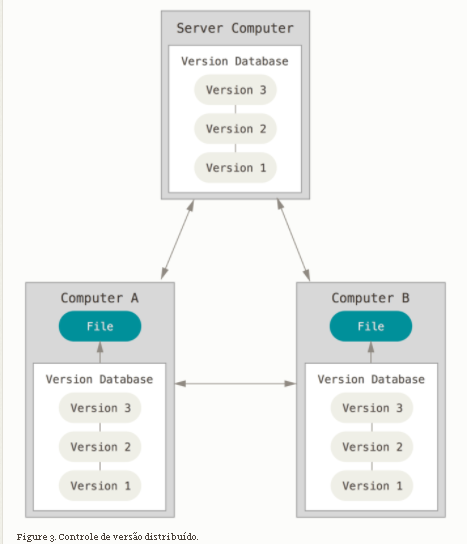 Server Computer
Version Database
Version 3
Version 2
Version 1
Computer A
File
Version Database
Version 3
Version 2
Version 1
Computer B
File
Version Database
Version 3
Version 2
Version 1
Figure 3. Controle de versão distribuído.